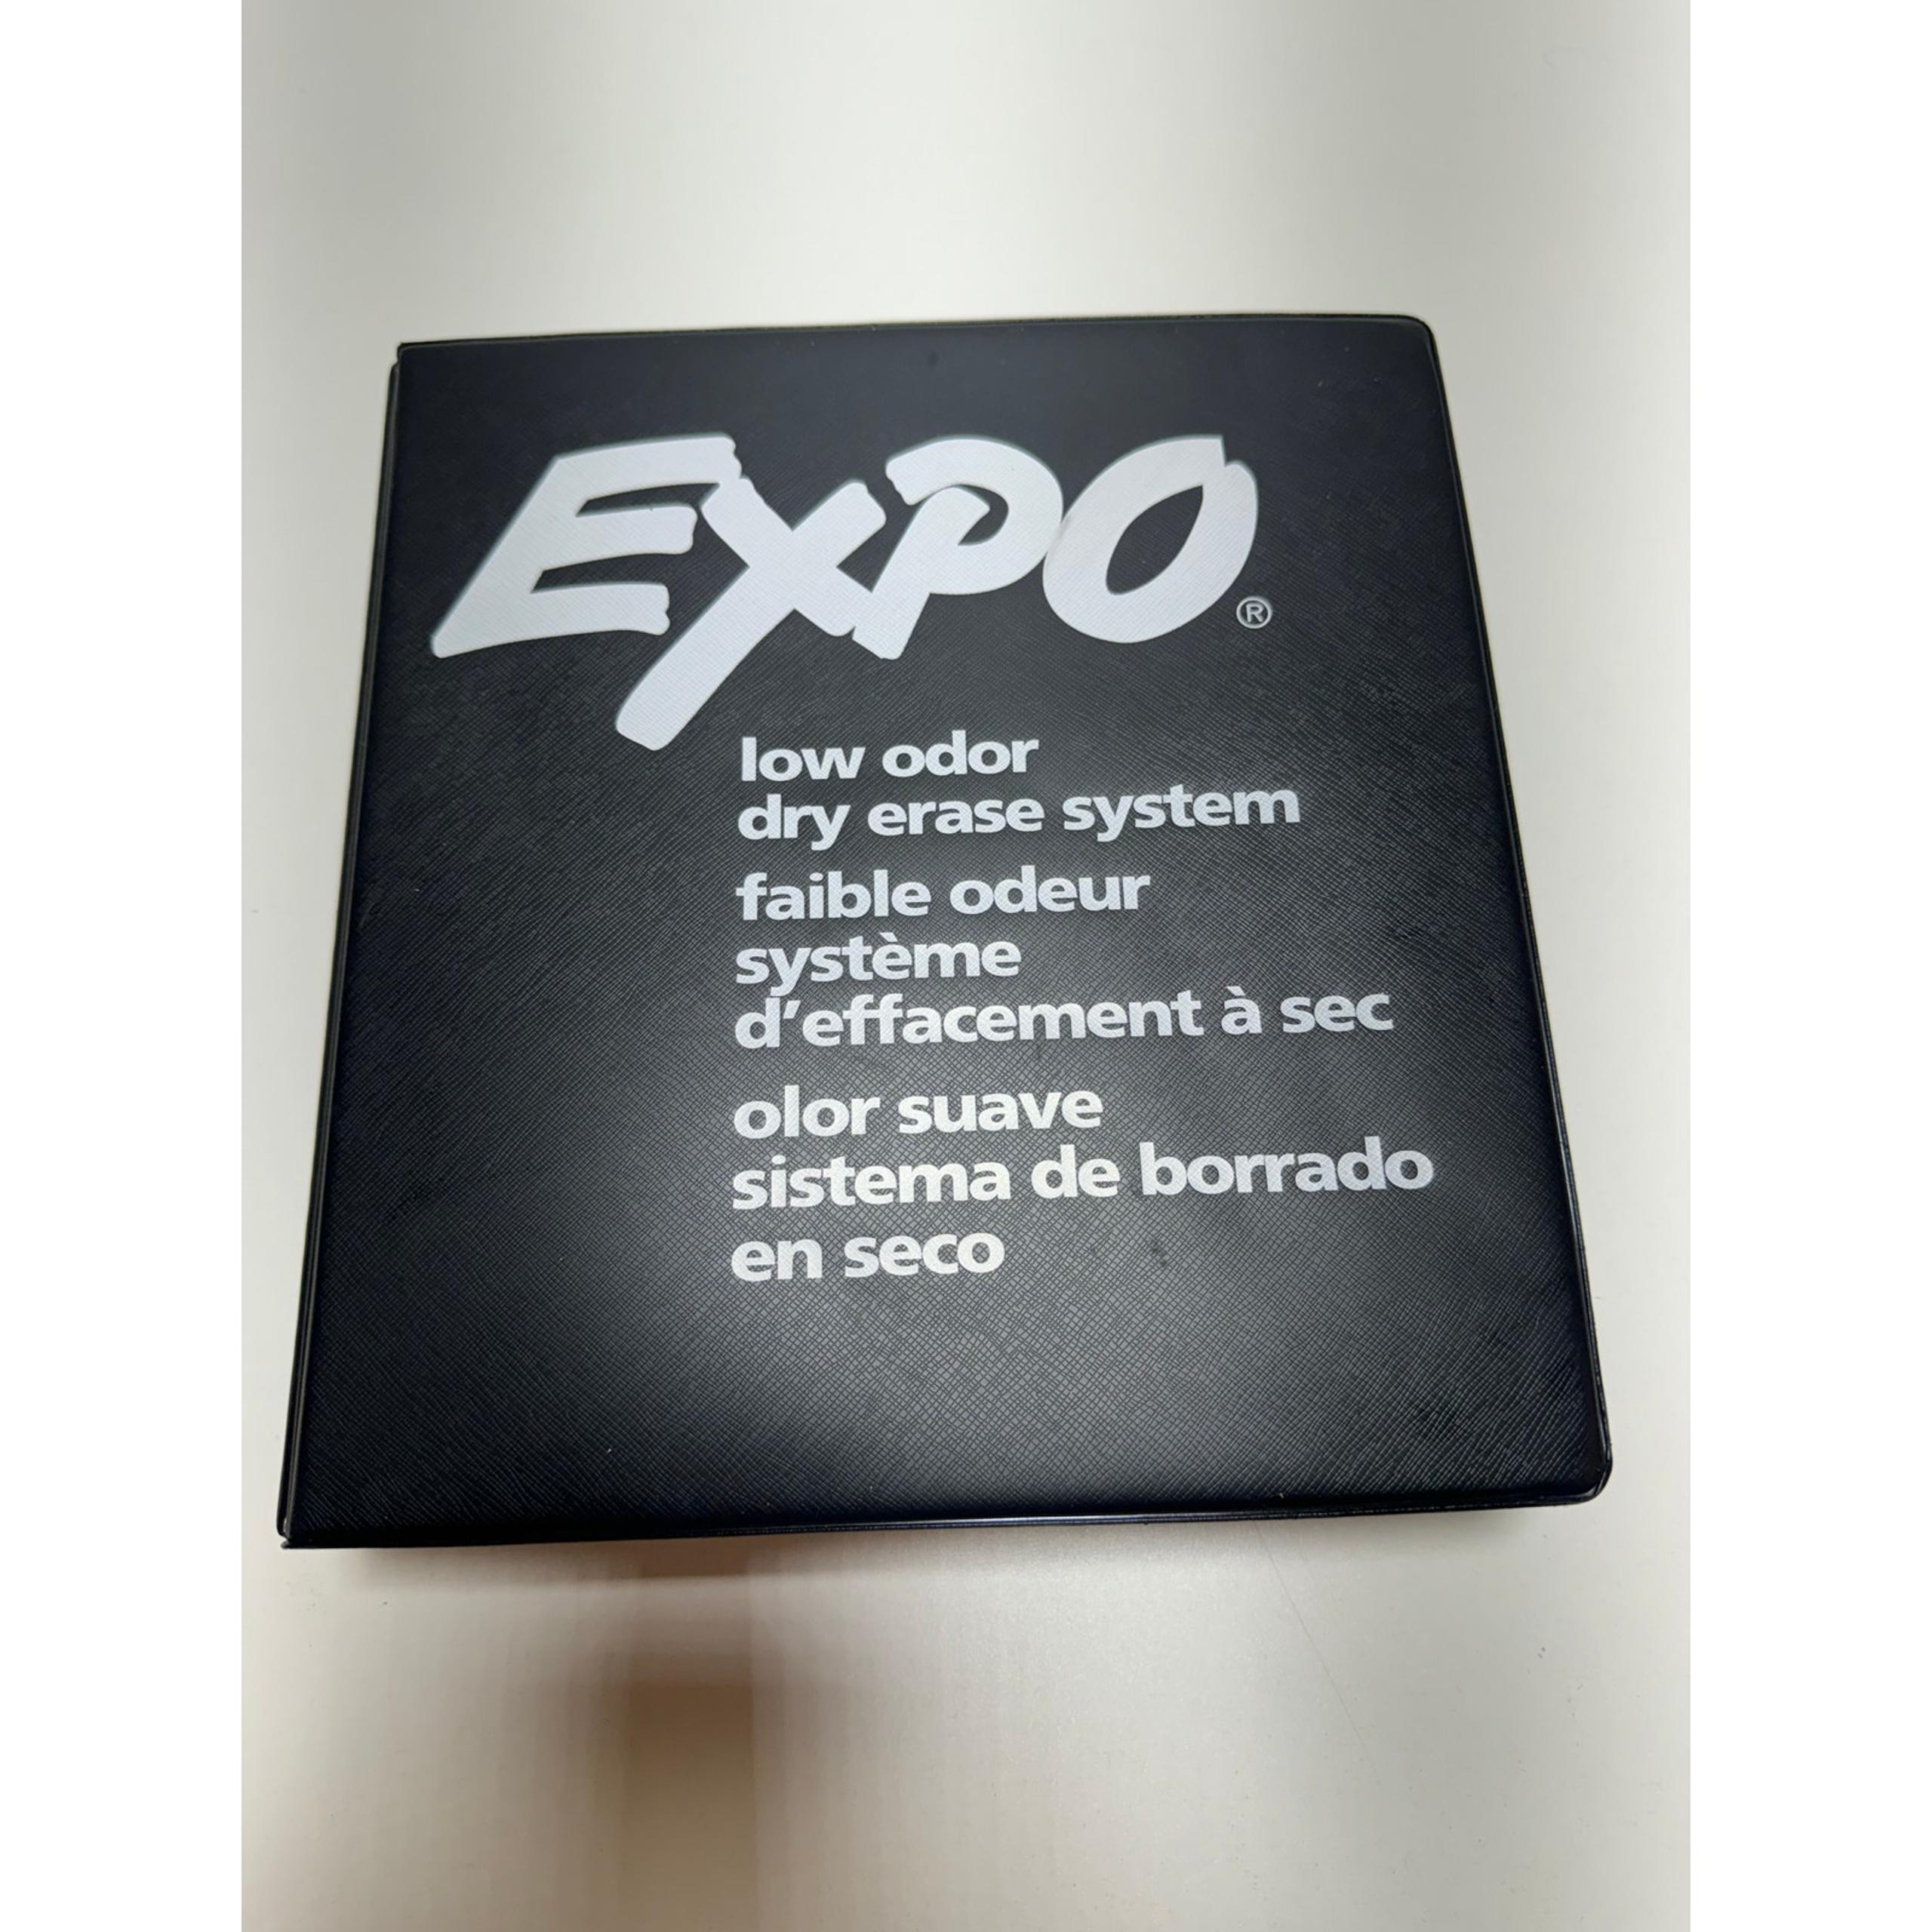 EXPO®
low odor
dry erase system
faible odeur
système
d'effacement à sec
olor suave
sistema de borrado
en seco